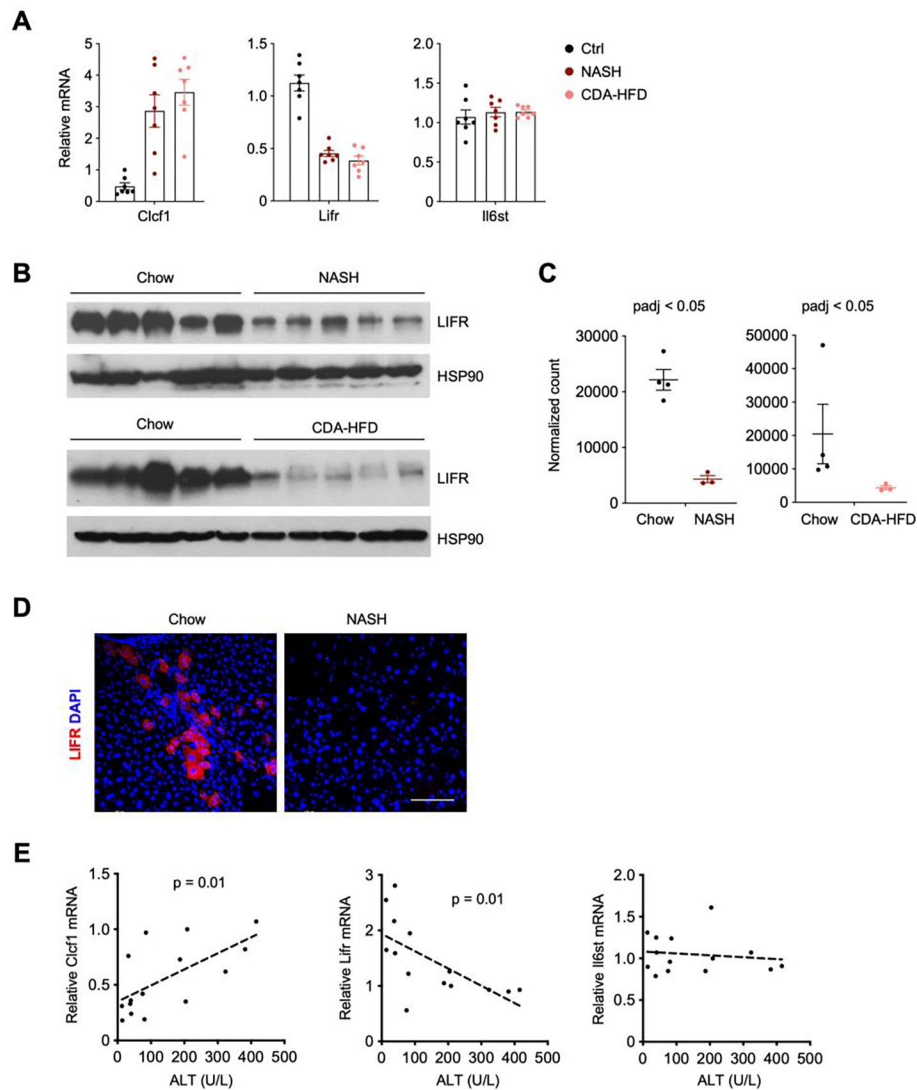 A
Relative mRNA
5
4
3
2
1
0
Clcf1
1.5
1.0
0.5
0
Lifr
2.0
1.5
1.0
0.5
0
Il6st
Ctrl
NASH
CDA-HFD
B
Chow NASH
LIFR
HSP90
Chow CDA-HFD
LIFR
HSP90
C
padj < 0.05
Normalized count
30000
20000
10000
0
Chow NASH
padj < 0.05
50000
40000
30000
20000
10000
0
Chow CDA-HFD
D
Chow NASH
LIFR DAPI
E
Relative Clcf1 mRNA
1.5
1.0
0.5
0
p = 0.01
0 100 200 300 400 500
ALT (U/L)
Relative Lifr mRNA
3
2
1
0
p = 0.01
0 100 200 300 400 500
ALT (U/L)
Relative Il6st mRNA
2.0
1.5
1.0
0.5
0
0 100 200 300 400 500
ALT (U/L)